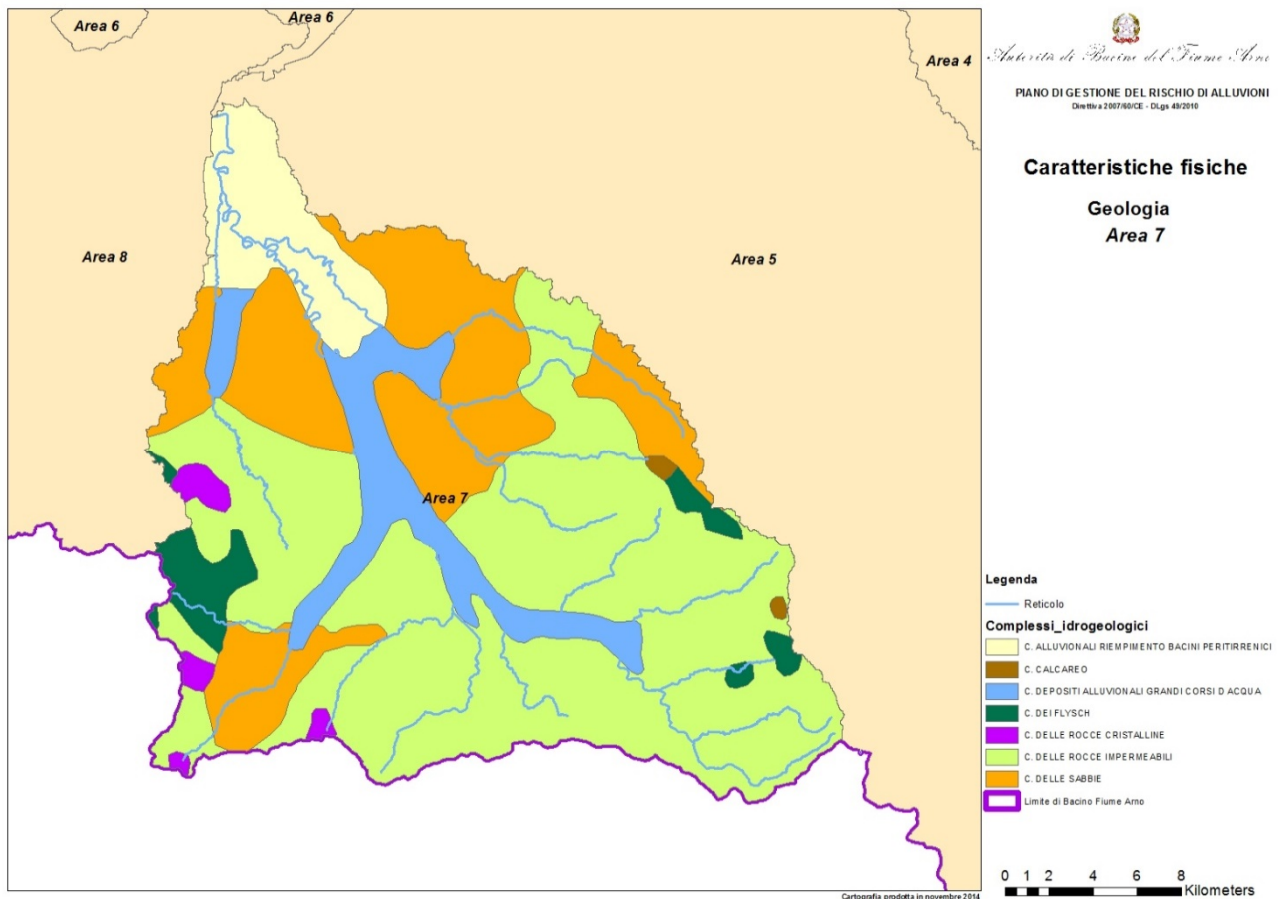 Area 6
Area 6
Area 4
Area 8
Area 5
Area 7
Autorità di Bacino del Fiume Arno
PIANO DI GESTIONE DEL RISCHIO DI ALLUVIONI
Direttiva 2007/60/CE - DLgs 49/2010
Caratteristiche fisiche
Geologia
Area 7
Legenda
Reticolo
Complessi_idrogeologici
C. ALLUVIONALI RIEMPIMENTO BACINI PERITIRRENICI
C. CALCAREO
C. DEPOSITI ALLUVIONALI GRANDI CORSI D ACQUA
C. DEI FLYSCH
C. DELLE ROCCE CRISTALLINE
C. DELLE ROCCE IMPERMEABILI
C. DELLE SABBIE
Limite di Bacino Fiume Arno
0 1 2 4 6 8
Kilometers
Cartografia prodotta in novembre 2014